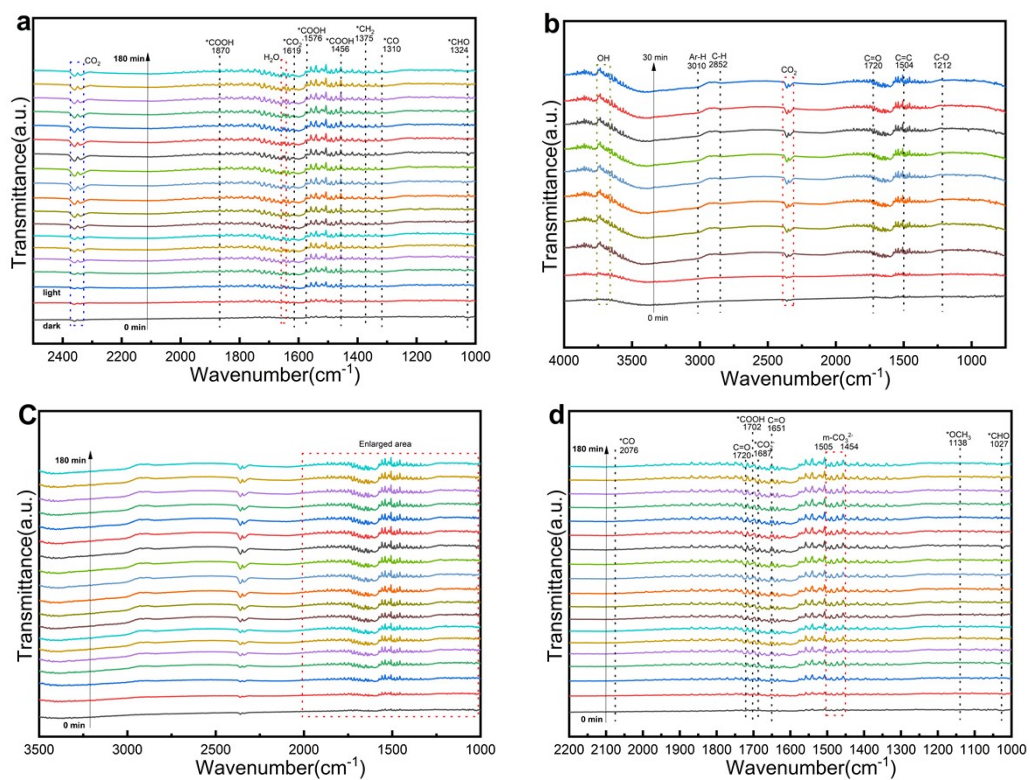 a
*COOH
1576
*CH₂
1375
*COOH
1870
*CO₂
1619
*COOH
1456
*CO
1310
*CHO
1324
180 min
CO₂
H₂O
light
dark
0 min
Transmittance(a.u.)
2400 2200 2000 1800 1600 1400 1200 1000
Wavenumber(cm⁻¹)
b
OH
30 min
Ar-H
3010
C-H
2852
CO₂
C=O
1720
C=C
1504
C-O
1212
0 min
Transmittance(a.u.)
4000 3500 3000 2500 2000 1500 1000
Wavenumber(cm⁻¹)
C
180 min
Enlarged area
0 min
Transmittance(a.u.)
3500 3000 2500 2000 1500 1000
Wavenumber(cm⁻¹)
d
*CO
2076
*COOH
1702
C=O
1651
C=O
1720
*CO₂⁻
1687
m-CO₃²⁻
1505 1454
*OCH₃
1138
*CHO
1027
180 min
0 min
Transmittance(a.u.)
2200 2100 2000 1900 1800 1700 1600 1500 1400 1300 1200 1100 1000
Wavenumber(cm⁻¹)